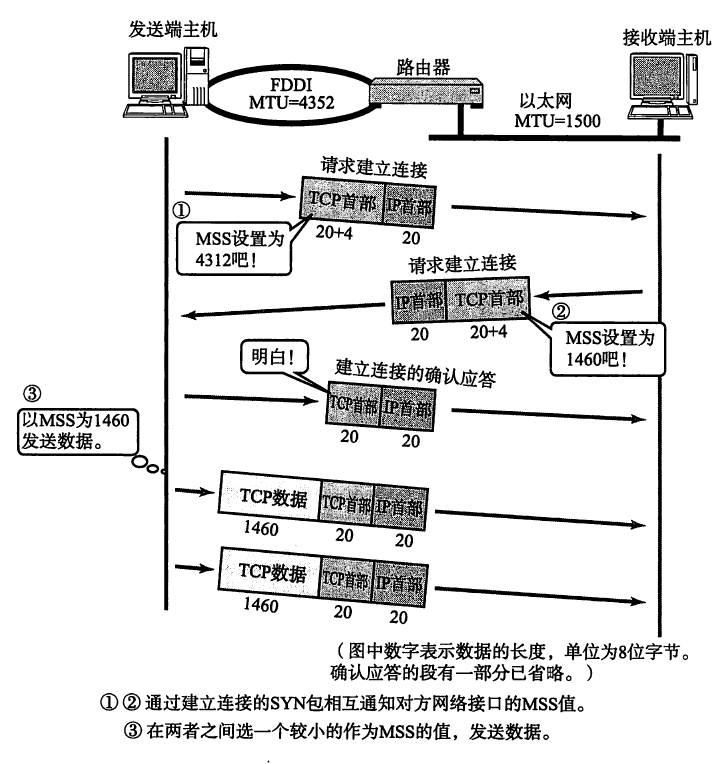 发送端主机
接收端主机
路由器
FDDI
MTU=4352
以太网
MTU=1500
请求建立连接
TCP首部 IP首部
20+4 20
①
MSS设置为
4312吧!
请求建立连接
IP首部 TCP首部
20 20+4
②
MSS设置为
1460吧!
明白!
建立连接的确认应答
TCP首部 IP首部
20 20
③
以MSS为1460
发送数据。
TCP数据 TCP首部 IP首部
1460 20 20
TCP数据 TCP首部 IP首部
1460 20 20
(图中数字表示数据的长度,单位为8位字节。
确认应答的段有一部分已省略。)
①②通过建立连接的SYN包相互通知对方网络接口的MSS值。
③在两者之间选一个较小的作为MSS的值,发送数据。